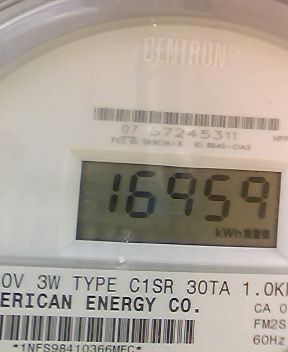 CENTRON®
07 57245311
16959
kWh
0V 3W TYPE C1SR 30TA 1.0K
ERICAN ENERGY CO.
CA 0
FM2S
60Hz
*1NFS98410366MEC*